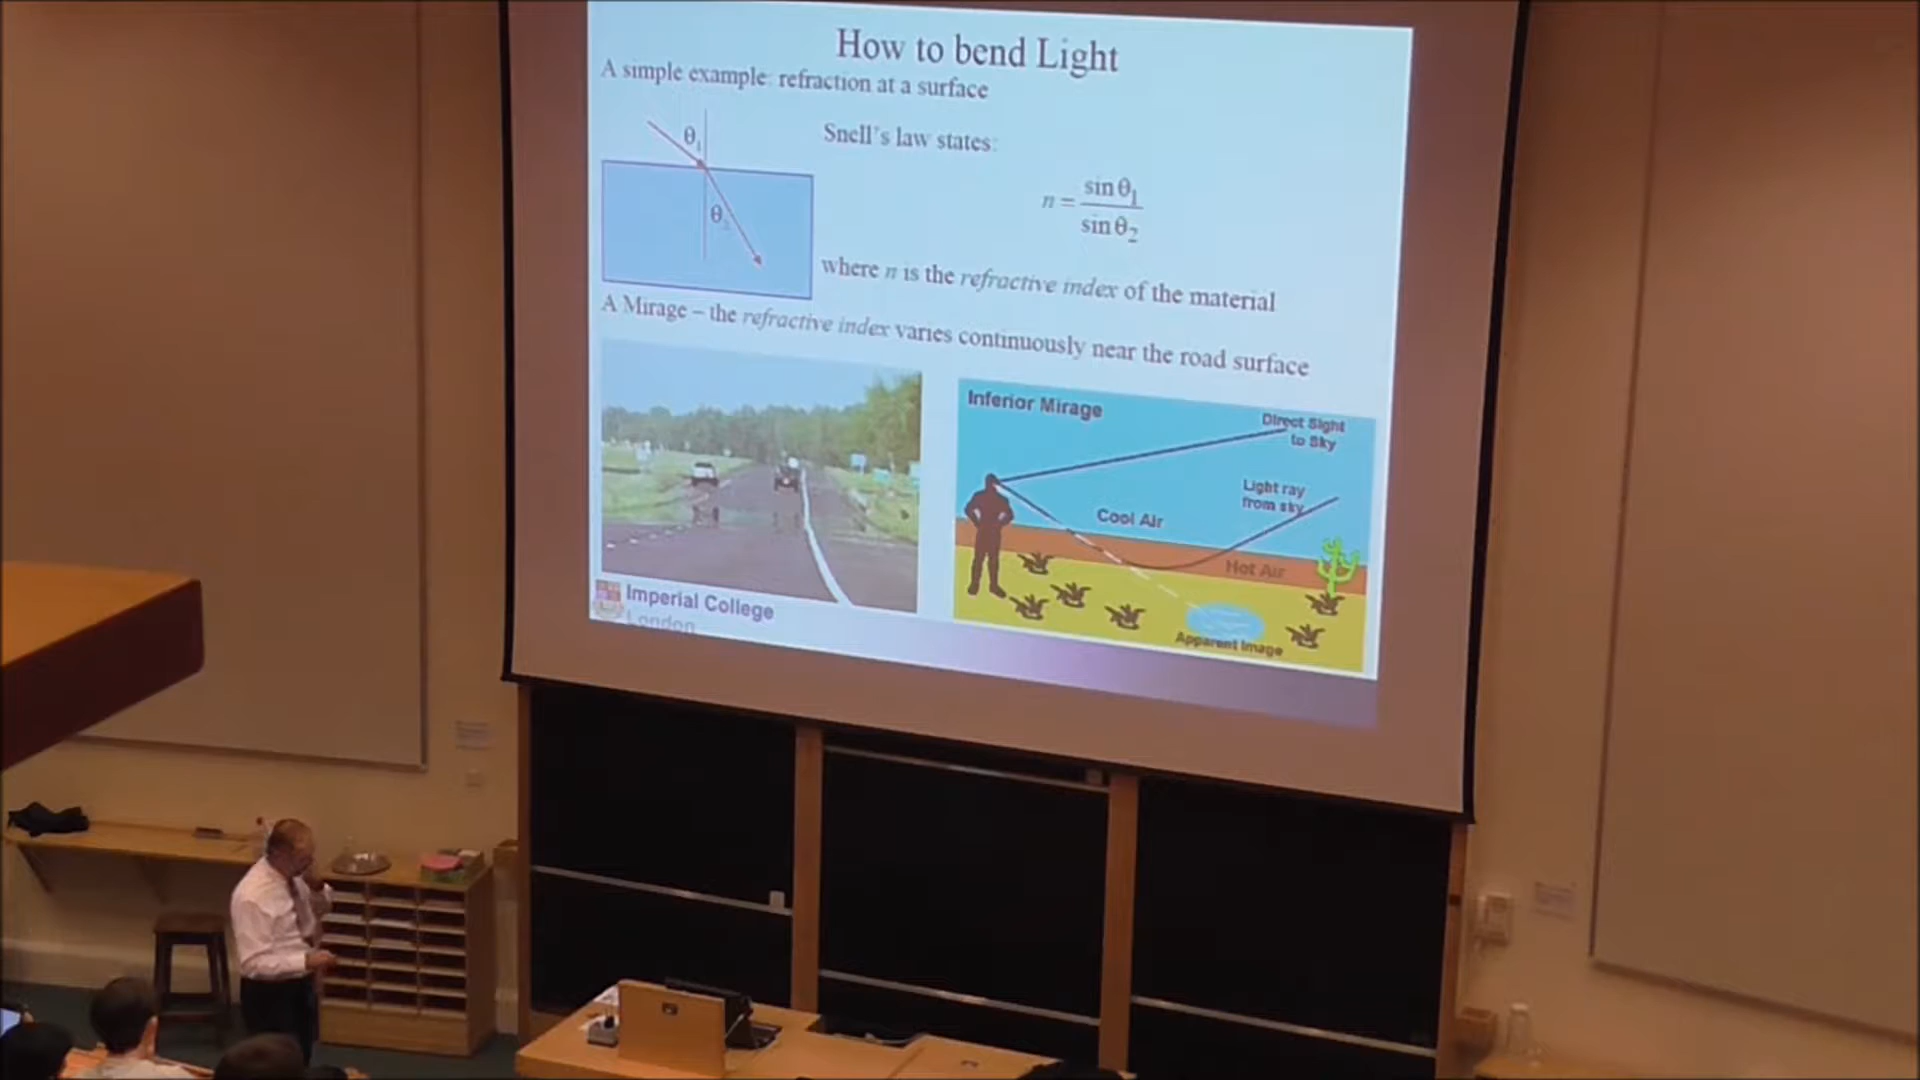 How to bend Light
A simple example: refraction at a surface
θ1
Snell's law states:
n = sin θ1
sin θ2
θ2
where n is the refractive index of the material
A Mirage – the refractive index varies continuously near the road surface
Inferior Mirage
Direct Sight
to Sky
Light ray
from sky
Cool Air
Hot Air
Apparent Image
Imperial College
London